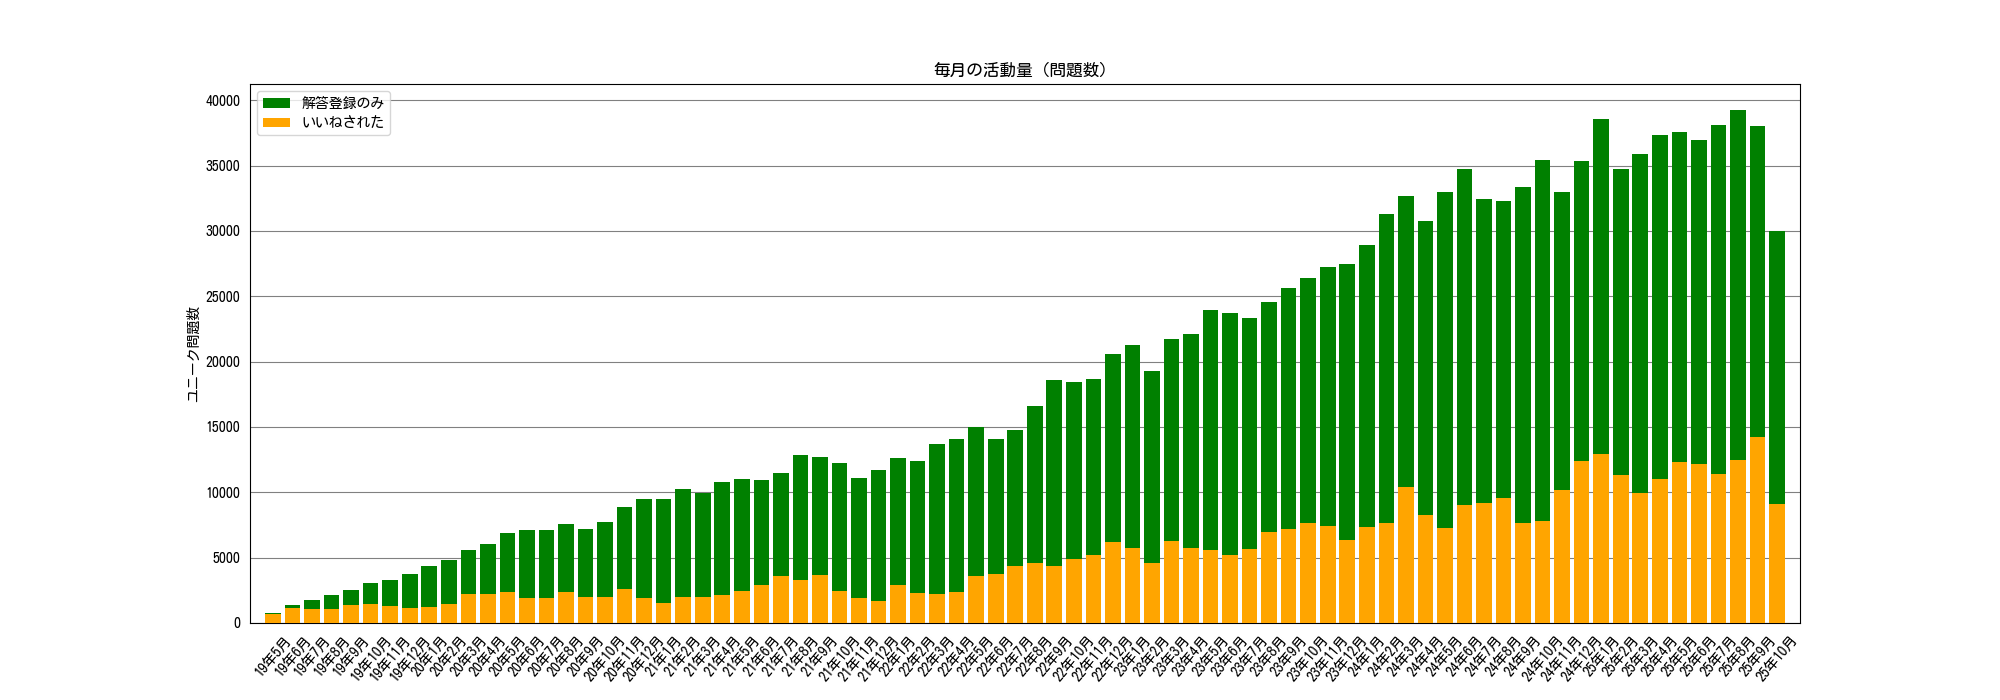 毎月の活動量（問題数）
解答登録のみ
いいねされた
ユニーク問題数
40000
35000
30000
25000
20000
15000
10000
5000
0
19年5月
19年6月
19年7月
19年8月
19年9月
19年10月
19年11月
19年12月
20年1月
20年2月
20年3月
20年4月
20年5月
20年6月
20年7月
20年8月
20年9月
20年10月
20年11月
20年12月
21年1月
21年2月
21年3月
21年4月
21年5月
21年6月
21年7月
21年8月
21年9月
21年10月
21年11月
21年12月
22年1月
22年2月
22年3月
22年4月
22年5月
22年6月
22年7月
22年8月
22年9月
22年10月
22年11月
22年12月
23年1月
23年2月
23年3月
23年4月
23年5月
23年6月
23年7月
23年8月
23年9月
23年10月
23年11月
23年12月
24年1月
24年2月
24年3月
24年4月
24年5月
24年6月
24年7月
24年8月
24年9月
24年10月
24年11月
24年12月
25年1月
25年2月
25年3月
25年4月
25年5月
25年6月
25年7月
25年8月
25年9月
25年10月